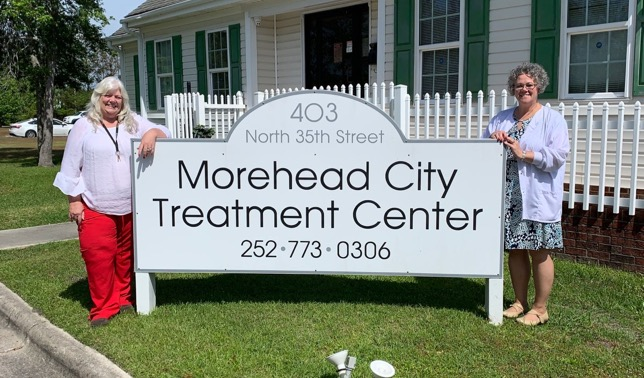 403
North 35th Street
Morehead City
Treatment Center
252•773•0306